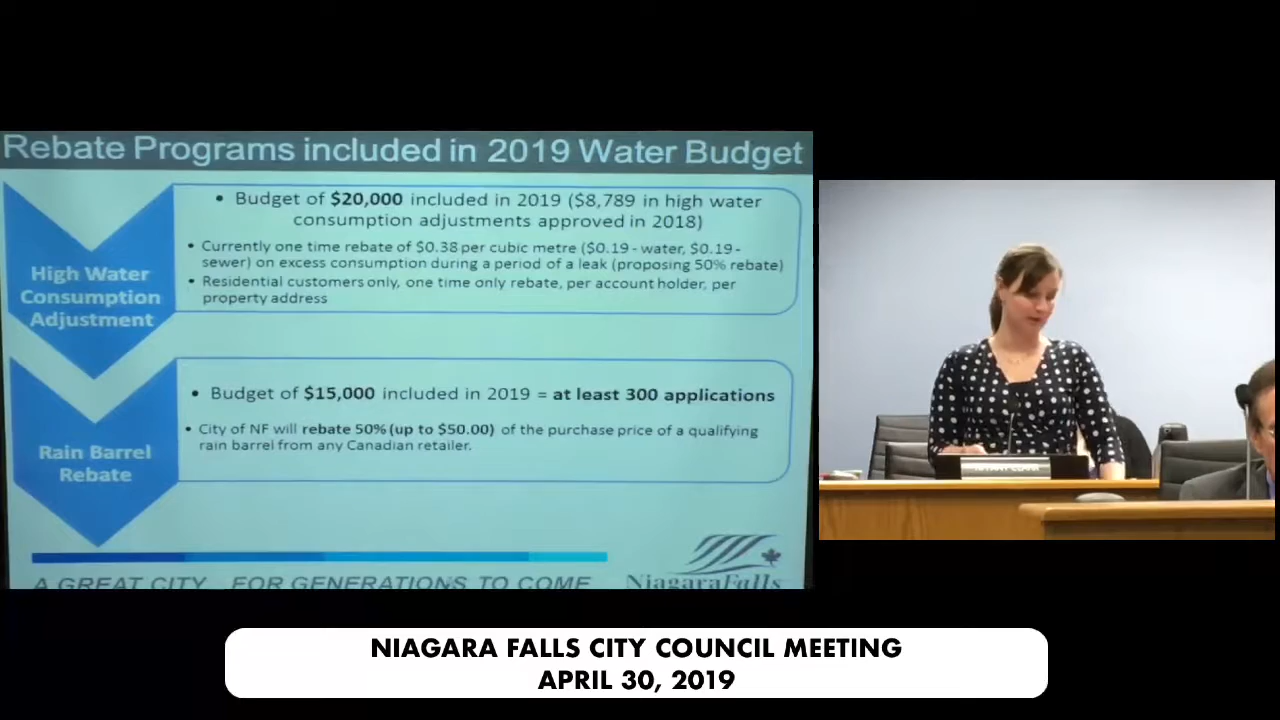 Rebate Programs included in 2019 Water Budget
High Water
Consumption
Adjustment
• Budget of $20,000 included in 2019 ($8,789 in high water
consumption adjustments approved in 2018)
• Currently one time rebate of $0.38 per cubic metre ($0.19 - water, $0.19 -
sewer) on excess consumption during a period of a leak (proposing 50% rebate)
• Residential customers only, one time only rebate, per account holder, per
property address
Rain Barrel
Rebate
• Budget of $15,000 included in 2019 = at least 300 applications
• City of NF will rebate 50% (up to $50.00) of the purchase price of a qualifying
rain barrel from any Canadian retailer.
A GREAT CITY ... FOR GENERATIONS TO COME
NiagaraFalls
NIAGARA FALLS CITY COUNCIL MEETING
APRIL 30, 2019